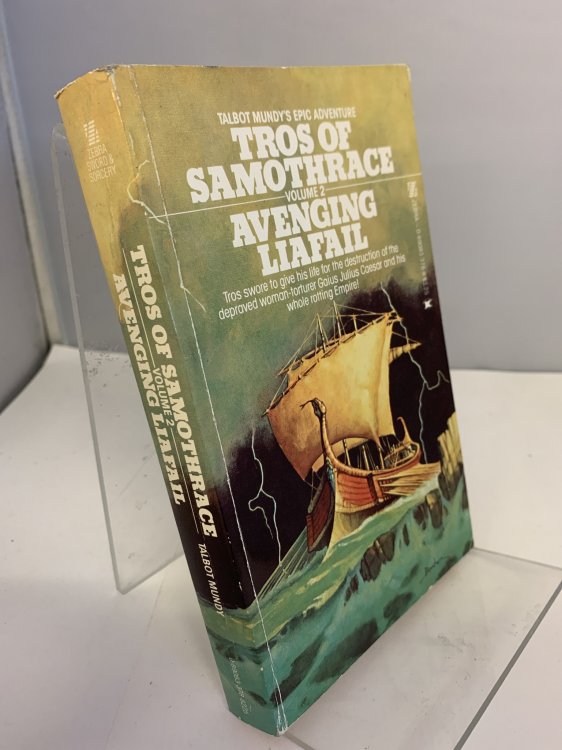 TALBOT MUNDY'S EPIC ADVENTURE
TROS OF
SAMOTHRACE
VOLUME 2
AVENGING
LIAFAIL
Tros swore to give his life for the destruction of the
depraved woman-torturer Gaius Julius Caesar and his
whole rotting Empire!
ZEBRA
SWORD &
SORCERY
TROS OF SAMOTHRACE
VOLUME 2
AVENGING LIAFAIL
TALBOT MUNDY